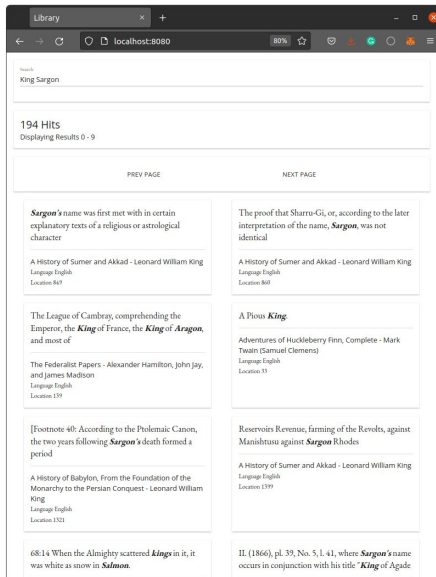 Library
localhost:8080
80%
Search
King Sargon
194 Hits
Displaying Results 0 - 9
PREV PAGE
NEXT PAGE
Sargon's name was first met with in certain
explanatory texts of a religious or astrological
character
A History of Sumer and Akkad - Leonard William King
Language English
Location 849
The proof that Sharru-Gi, or, according to the later
interpretation of the name, Sargon, was not
identical
A History of Sumer and Akkad - Leonard William King
Language English
Location 860
The League of Cambray, comprehending the
Emperor, the King of France, the King of Aragon,
and most of
The Federalist Papers - Alexander Hamilton, John Jay,
and James Madison
Language English
Location 139
A Pious King.
Adventures of Huckleberry Finn, Complete - Mark
Twain (Samuel Clemens)
Language English
Location 33
[Footnote 40: According to the Ptolemaic Canon,
the two years following Sargon's death formed a
period
A History of Babylon, From the Foundation of the
Monarchy to the Persian Conquest - Leonard William
King
Language English
Location 1321
Reservoirs Revenue, farming of the Revolts, against
Manishtusu against Sargon Rhodes
A History of Sumer and Akkad - Leonard William King
Language English
Location 1399
68:14 When the Almighty scattered kings in it, it
was white as snow in Salmon.
II. (1866), pl. 39, No. 5, l. 41, where Sargon's name
occurs in conjunction with his title "King of Agade